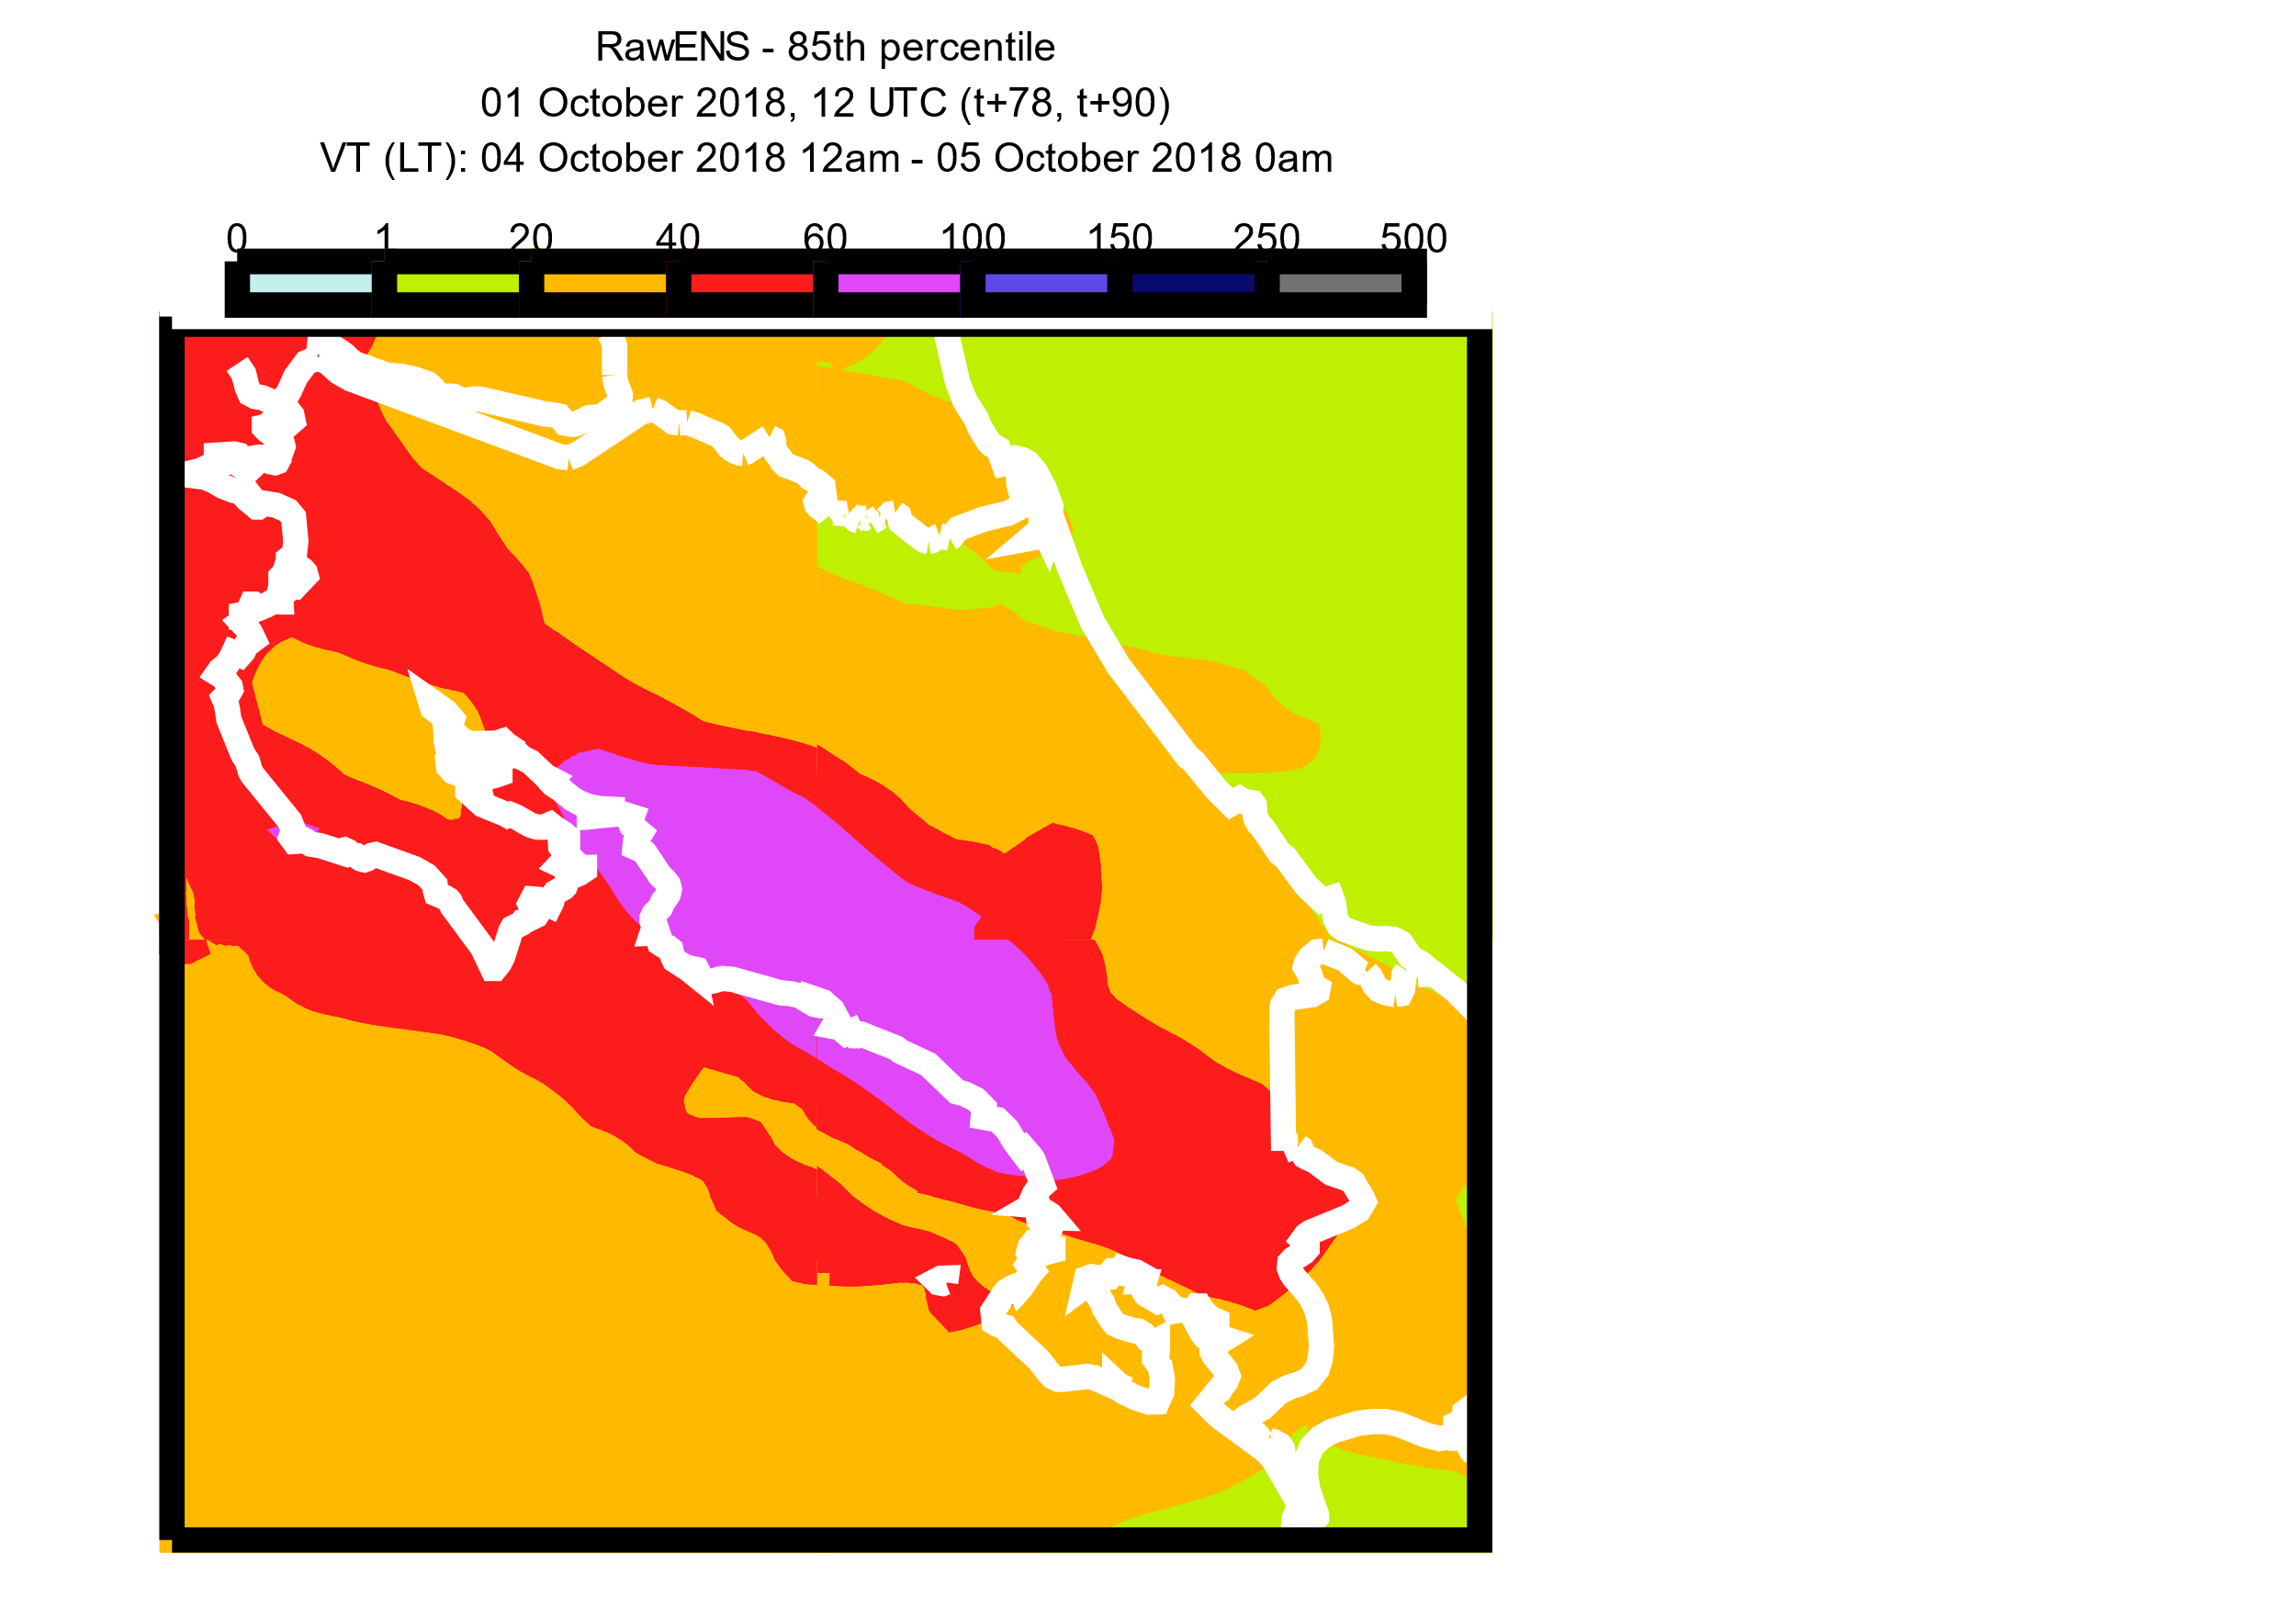 RawENS - 85th percentile
01 October 2018, 12 UTC (t+78, t+90)
VT (LT): 04 October 2018 12am - 05 October 2018 0am
0 1 20 40 60 100 150 250 500